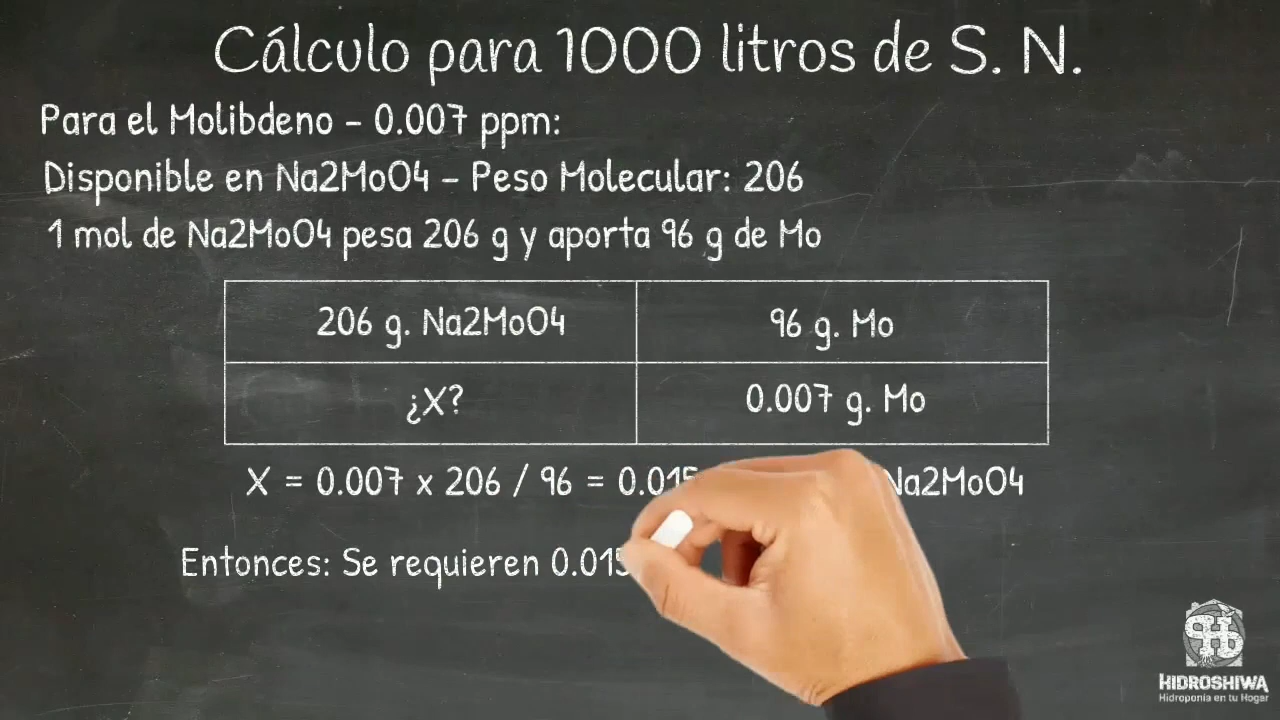 Cálculo para 1000 litros de S. N.
Para el Molibdeno - 0.007 ppm:
Disponible en Na2MoO4 - Peso Molecular: 206
1 mol de Na2MoO4 pesa 206 g y aporta 96 g de Mo
206 g. Na2MoO4 96 g. Mo
¿X? 0.007 g. Mo
X = 0.007 x 206 / 96 = 0.015 Na2MoO4
Entonces: Se requieren 0.015
HIDROSHIWA
Hidroponia en tu Hogar